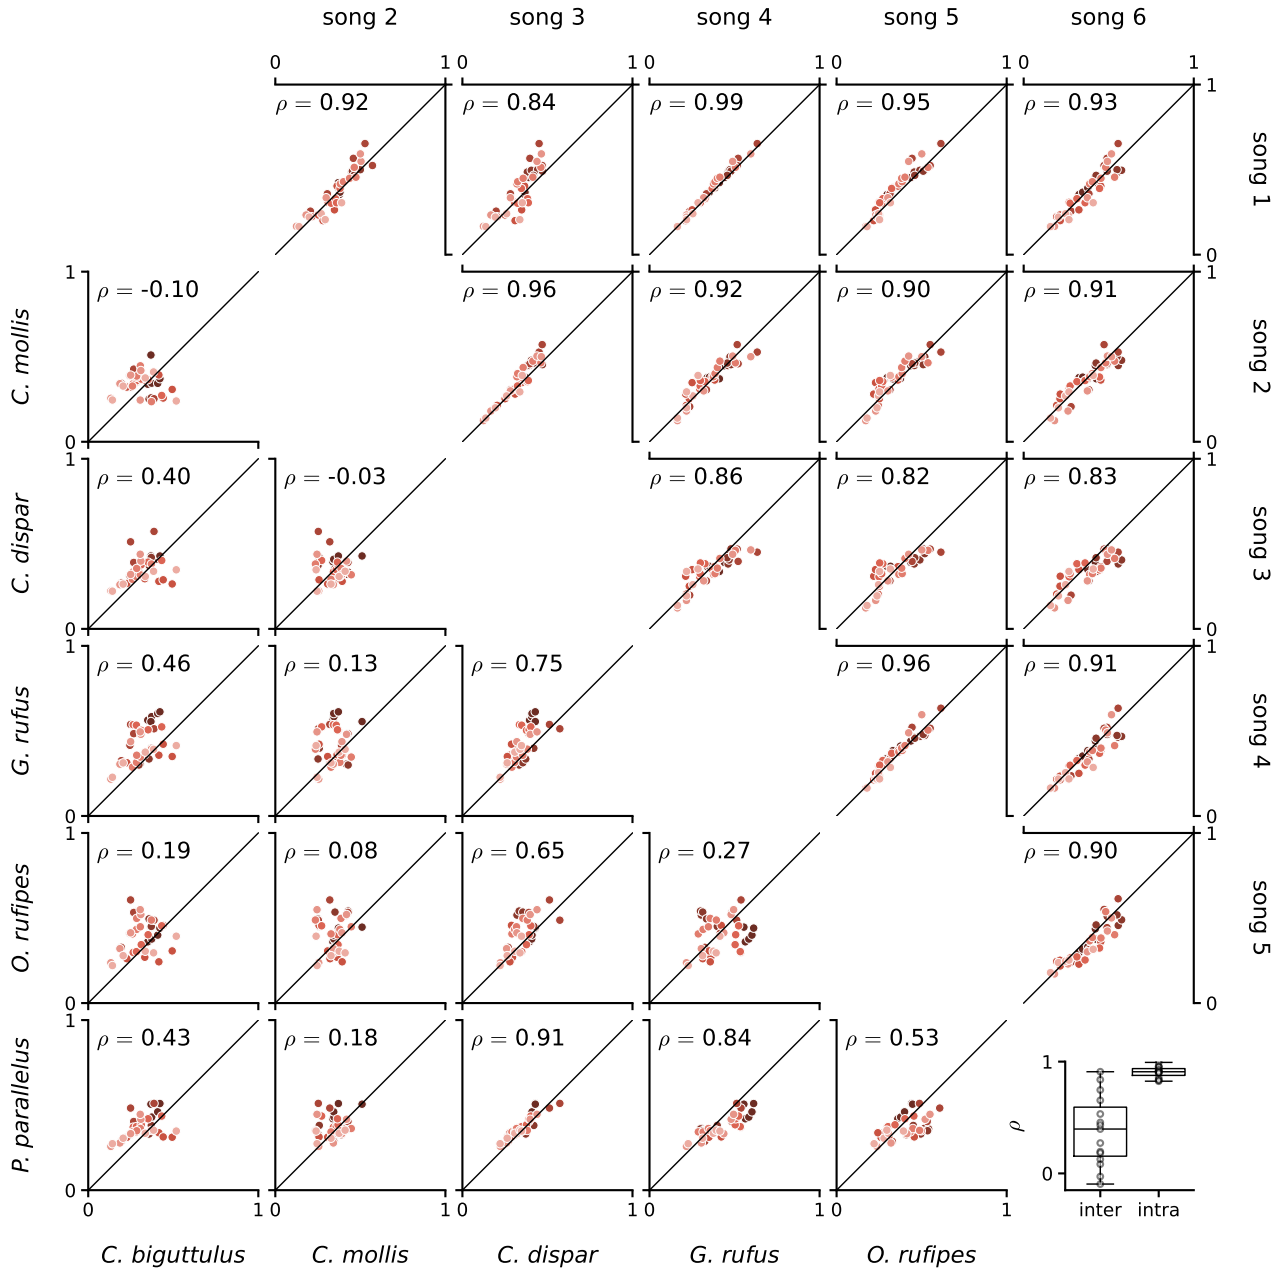 song 2 song 3 song 4 song 5 song 6
0 1 0 1 0 1 0 1 0 1
ρ = 0.92 ρ = 0.84 ρ = 0.99 ρ = 0.95 ρ = 0.93 1
song 1
0
1 ρ = -0.10 ρ = 0.96 ρ = 0.92 ρ = 0.90 ρ = 0.91 1
C. mollis song 2
0 0
1 ρ = 0.40 ρ = -0.03 ρ = 0.86 ρ = 0.82 ρ = 0.83 1
C. dispar song 3
0 0
1 ρ = 0.46 ρ = 0.13 ρ = 0.75 ρ = 0.96 ρ = 0.91 1
G. rufus song 4
0 0
1 ρ = 0.19 ρ = 0.08 ρ = 0.65 ρ = 0.27 ρ = 0.90 1
O. rufipes song 5
0 0
1 ρ = 0.43 ρ = 0.18 ρ = 0.91 ρ = 0.84 ρ = 0.53
P. parallelus
0
0 1 0 1 0 1 0 1 0 1
C. biguttulus C. mollis C. dispar G. rufus O. rufipes
1
ρ
0
inter intra